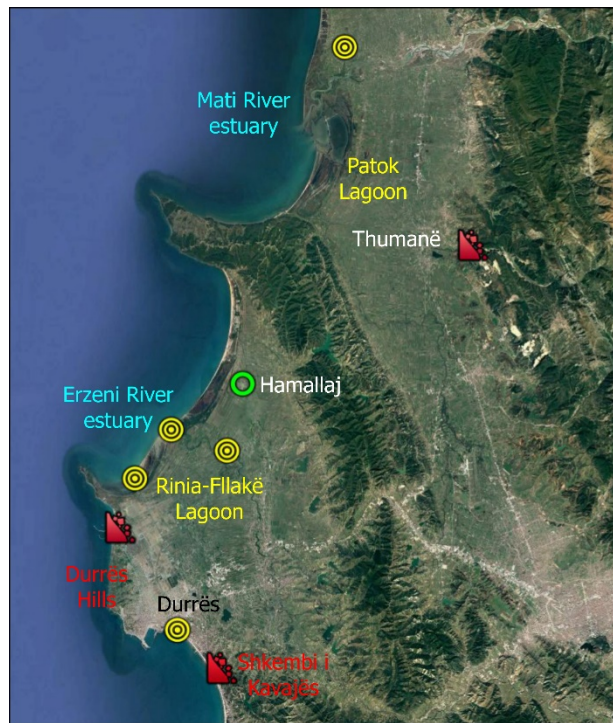 Mati River
estuary
Patok
Lagoon
Thumanë
Hamallaj
Erzeni River
estuary
Rinia-Fllakë
Lagoon
Durrës
Hills
Durrës
Shkembi i
Kavajës